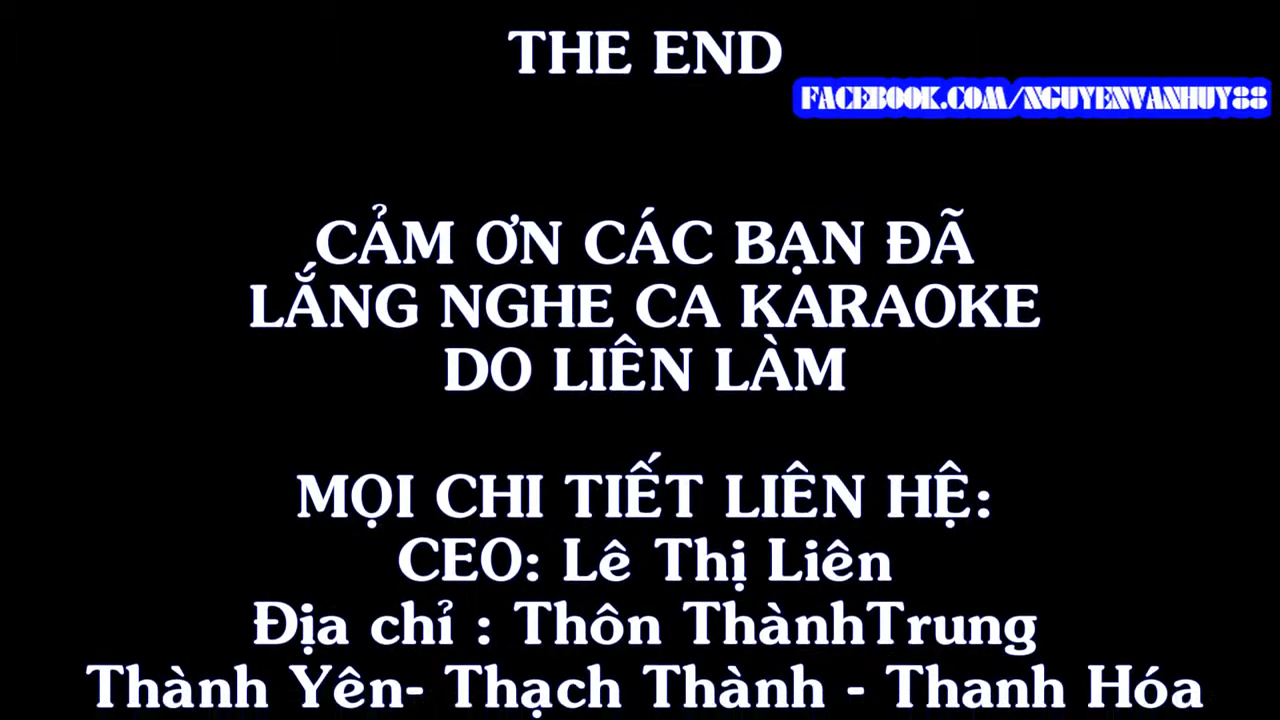 THE END
FACEBOOK.COM/NGUYENVANHUY88
CẢM ƠN CÁC BẠN ĐÃ
LẮNG NGHE CA KARAOKE
DO LIÊN LÀM
MỌI CHI TIẾT LIÊN HỆ:
CEO: Lê Thị Liên
Địa chỉ : Thôn ThànhTrung
Thành Yên- Thạch Thành - Thanh Hóa